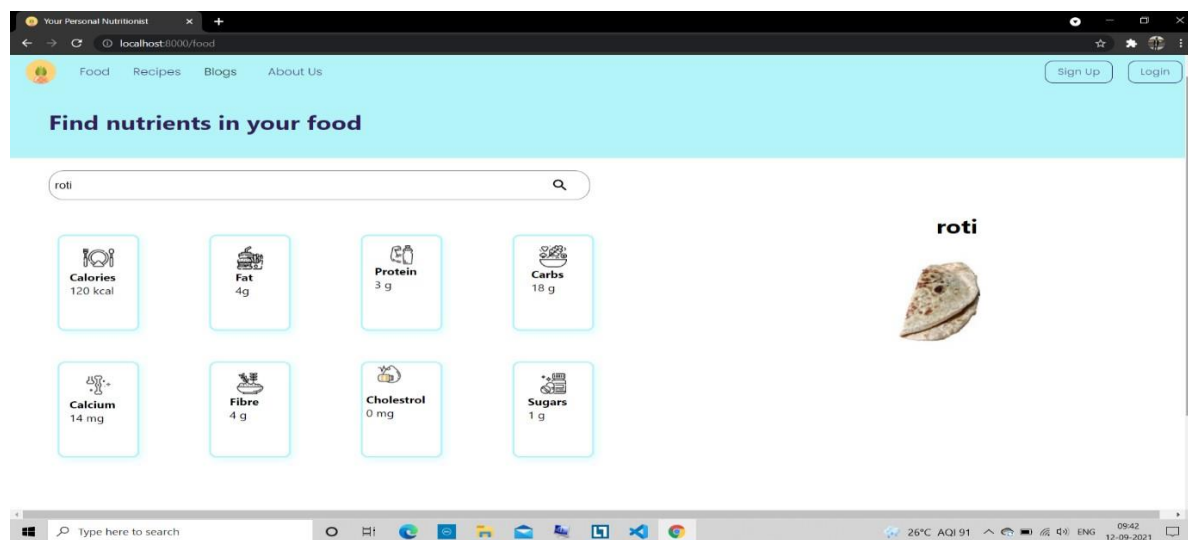 Your Personal Nutritionist
localhost:8000/food
Food Recipes Blogs About Us Sign Up Login
Find nutrients in your food
roti
roti
Calories
120 kcal
Fat
4g
Protein
3 g
Carbs
18 g
Calcium
14 mg
Fibre
4 g
Cholestrol
0 mg
Sugars
1 g
Type here to search
26°C AQI 91 ENG 09:42
12-09-2021